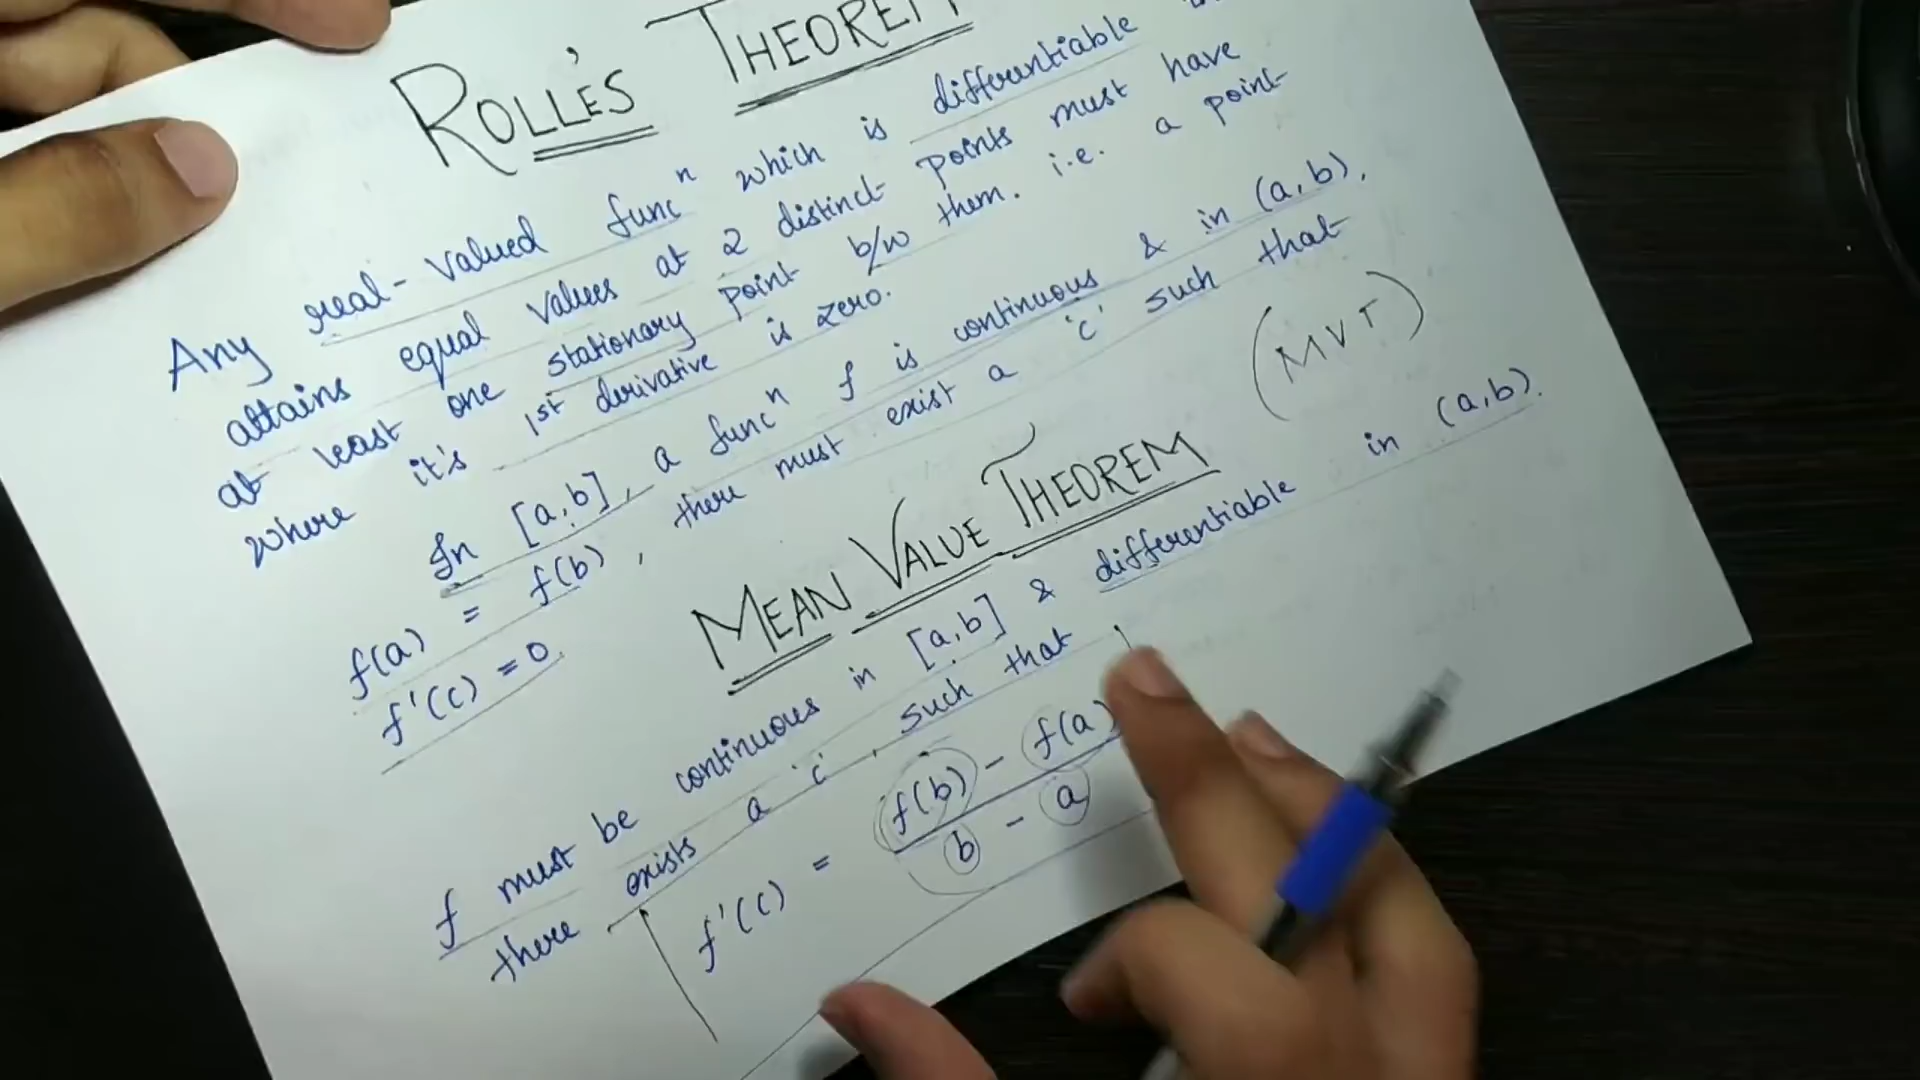 ROLLE'S THEOREM
Any real-valued funcⁿ which is differentiable
attains equal values at 2 distinct points must have
at least one stationary point b/w them. i.e. a point
where it's 1st derivative is zero.
In [a,b], a funcⁿ f is continuous & in (a,b),
f(a) = f(b), there must exist a 'c' such that
f'(c) = 0.
MEAN VALUE THEOREM (MVT)
f must be continuous in [a,b] & differentiable in (a,b).
there exists a 'c', such that
f'(c) = f(b) - f(a)
b - a